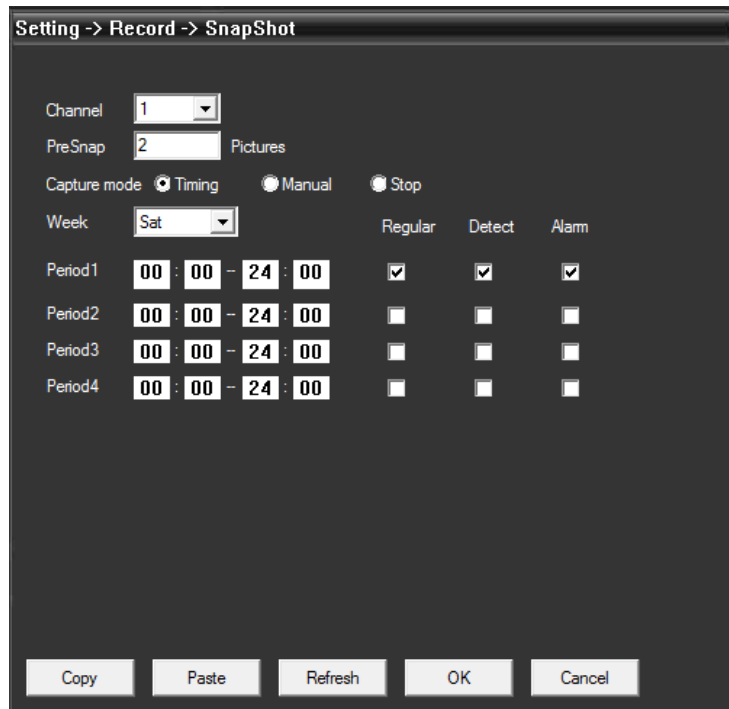 Setting -> Record -> SnapShot
Channel 1
PreSnap 2 Pictures
Capture mode Timing Manual Stop
Week Sat Regular Detect Alarm
Period1 00 : 00 - 24 : 00
Period2 00 : 00 - 24 : 00
Period3 00 : 00 - 24 : 00
Period4 00 : 00 - 24 : 00
Copy Paste Refresh OK Cancel